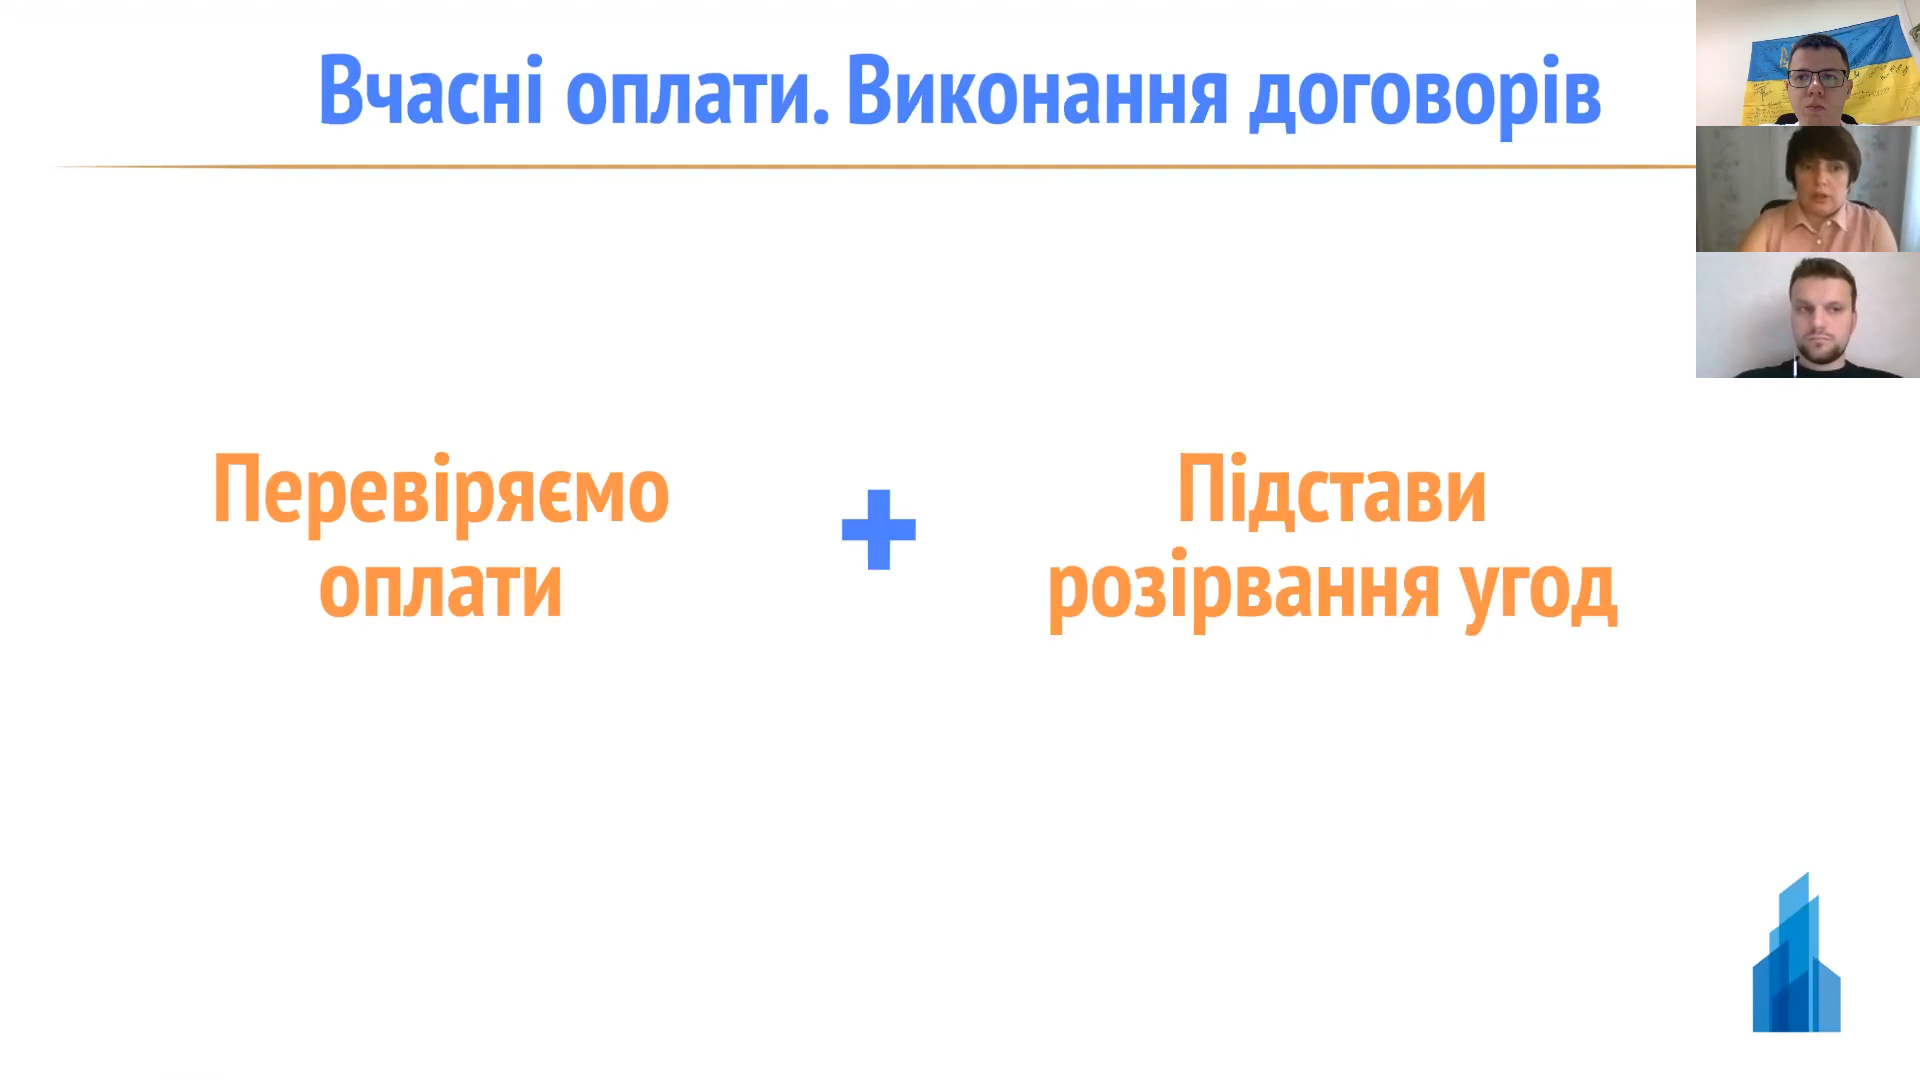 Вчасні оплати. Виконання договорів
Перевіряємо
оплати
+
Підстави
розірвання угод